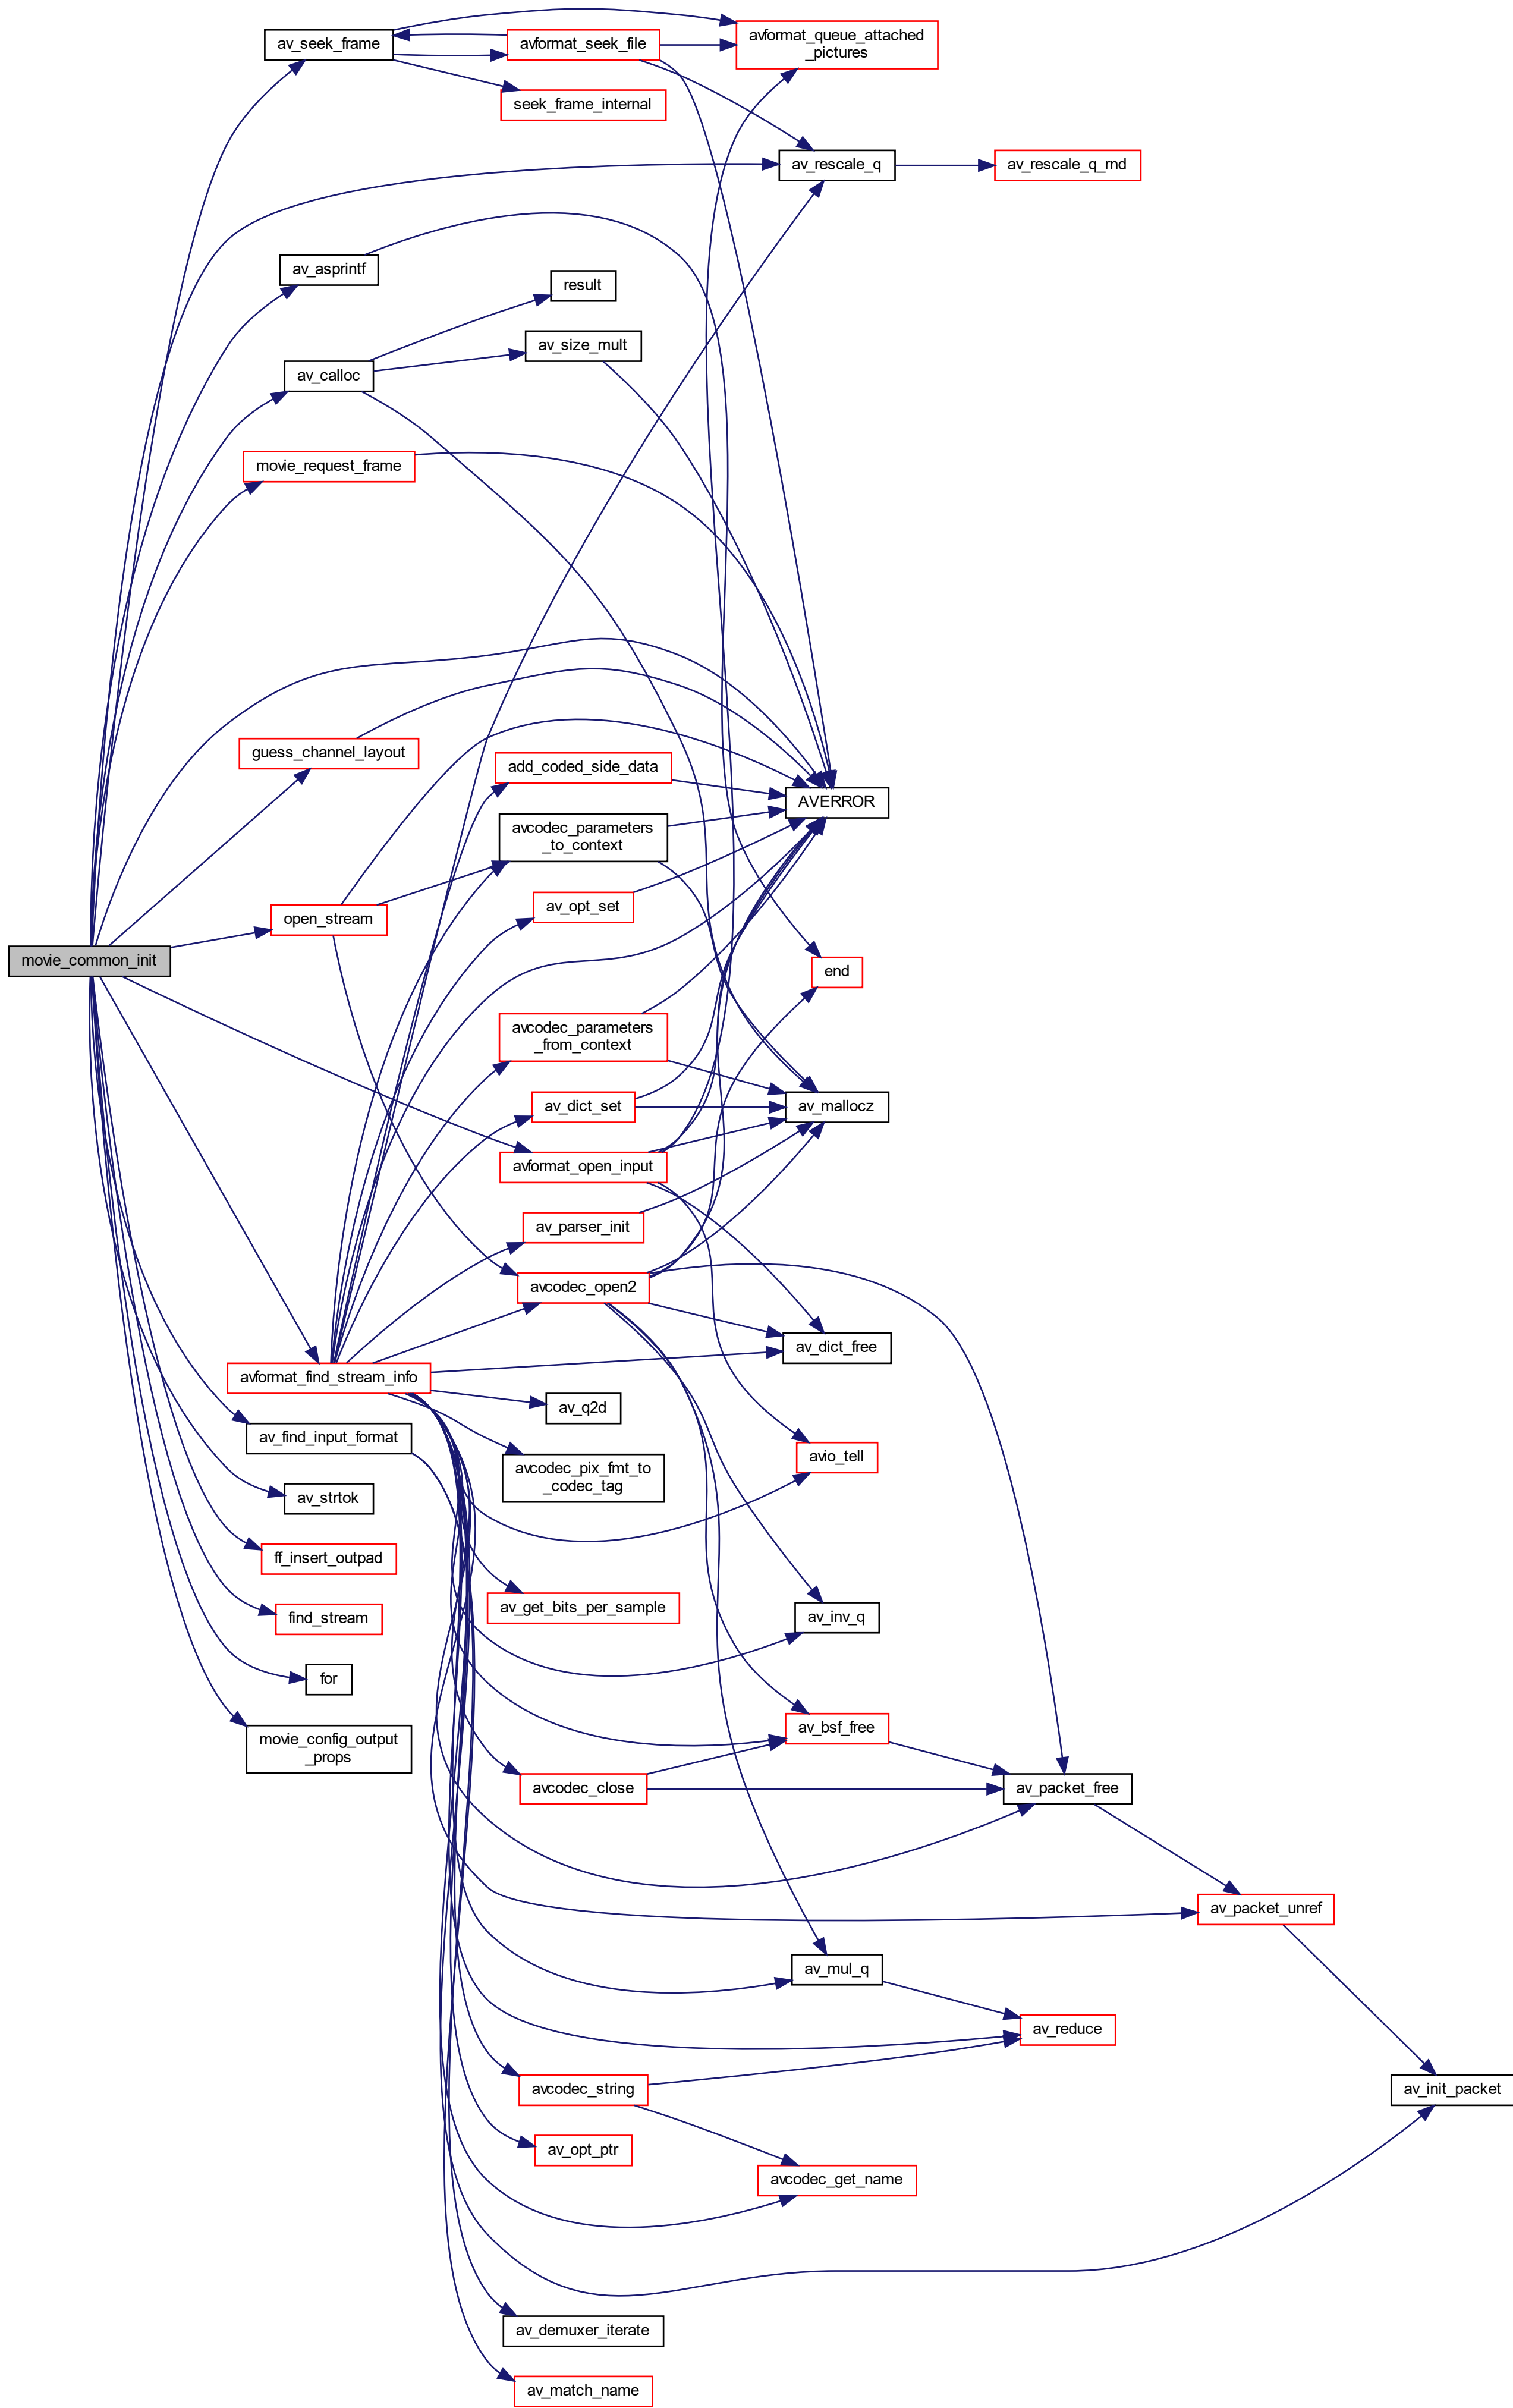 av_seek_frame
avformat_seek_file
avformat_queue_attached
_pictures
seek_frame_internal
av_rescale_q
av_rescale_q_rnd
av_asprintf
result
av_size_mult
av_calloc
movie_request_frame
guess_channel_layout
add_coded_side_data
AVERROR
avcodec_parameters
_to_context
av_opt_set
open_stream
movie_common_init
end
avcodec_parameters
_from_context
av_dict_set
av_mallocz
avformat_open_input
av_parser_init
avcodec_open2
av_dict_free
avformat_find_stream_info
av_q2d
av_find_input_format
avio_tell
avcodec_pix_fmt_to
_codec_tag
av_strtok
ff_insert_outpad
av_get_bits_per_sample
find_stream
av_inv_q
for
av_bsf_free
movie_config_output
_props
avcodec_close
av_packet_free
av_packet_unref
av_mul_q
av_reduce
avcodec_string
av_init_packet
av_opt_ptr
avcodec_get_name
av_demuxer_iterate
av_match_name